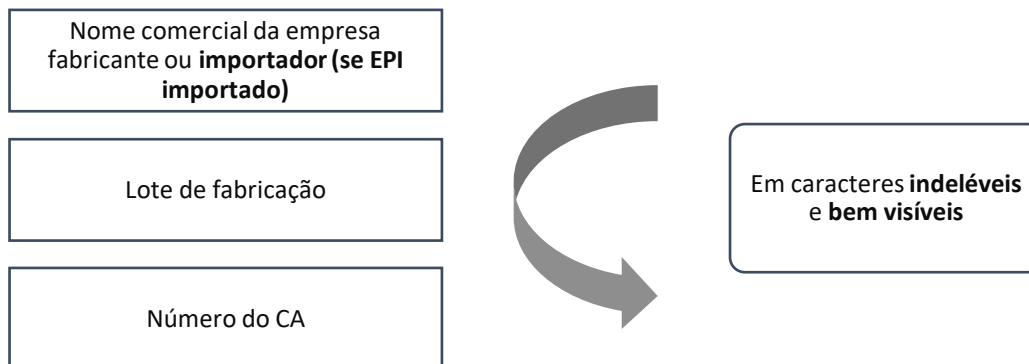 Nome comercial da empresa
fabricante ou importador (se EPI
importado)
Lote de fabricação
Número do CA
Em caracteres indeléveis
e bem visíveis